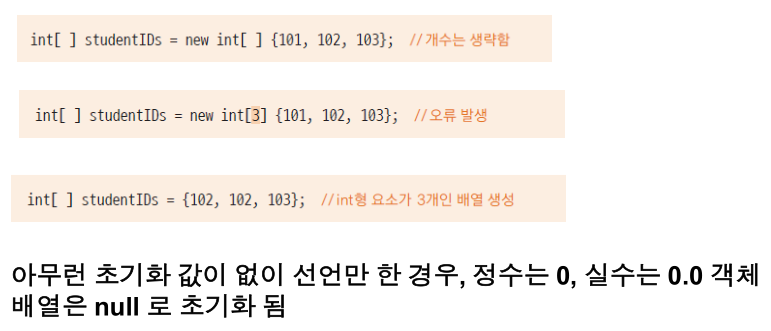 int[ ] studentIDs = new int[ ] {101, 102, 103}; //개수는 생략함
int[ ] studentIDs = new int[3] {101, 102, 103}; //오류 발생
int[ ] studentIDs = {102, 102, 103}; //int형 요소가 3개인 배열 생성
아무런 초기화 값이 없이 선언만 한 경우, 정수는 0, 실수는 0.0 객체
배열은 null 로 초기화 됨